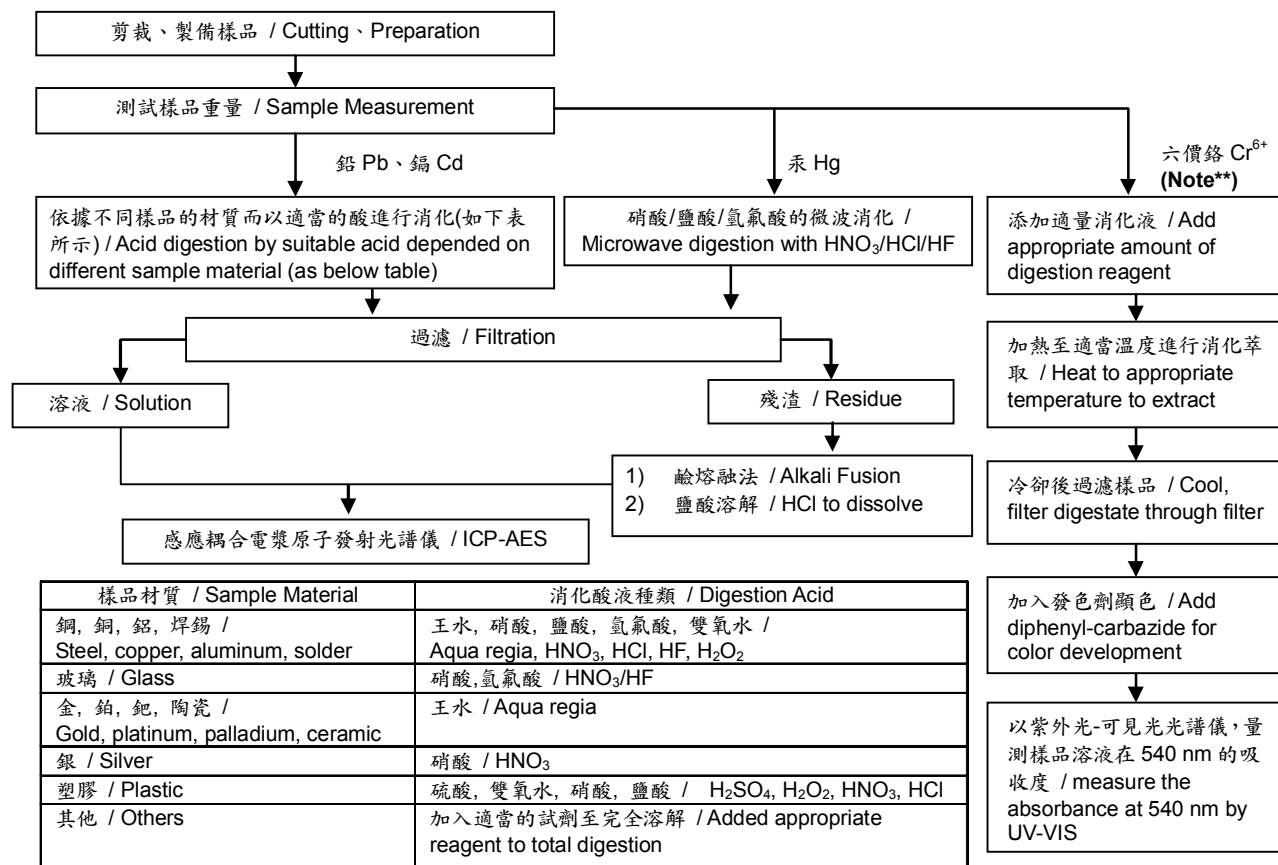 剪裁、製備樣品 / Cutting、Preparation
測試樣品重量 / Sample Measurement
鉛 Pb、鎘 Cd
汞 Hg
六價鉻 Cr⁶⁺
(Note**)
依據不同樣品的材質而以適當的酸進行消化(如下表
所示) / Acid digestion by suitable acid depended on
different sample material (as below table)
硝酸/鹽酸/氫氟酸的微波消化 /
Microwave digestion with HNO₃/HCl/HF
添加適量消化液 / Add
appropriate amount of
digestion reagent
過濾 / Filtration
加熱至適當溫度進行消化萃
取 / Heat to appropriate
temperature to extract
溶液 / Solution
殘渣 / Residue
1) 鹼熔融法 / Alkali Fusion
2) 鹽酸溶解 / HCl to dissolve
冷卻後過濾樣品 / Cool,
filter digestate through filter
感應耦合電漿原子發射光譜儀 / ICP-AES
加入發色劑顯色 / Add
diphenyl-carbazide for
color development
以紫外光-可見光光譜儀，量
測樣品溶液在 540 nm 的吸
收度 / measure the
absorbance at 540 nm by
UV-VIS
樣品材質 / Sample Material
消化酸液種類 / Digestion Acid
鋼, 銅, 鋁, 焊錫 /
Steel, copper, aluminum, solder
王水, 硝酸, 鹽酸, 氫氟酸, 雙氧水 /
Aqua regia, HNO₃, HCl, HF, H₂O₂
玻璃 / Glass
硝酸,氫氟酸 / HNO₃/HF
金, 鉑, 鈀, 陶瓷 /
Gold, platinum, palladium, ceramic
王水 / Aqua regia
銀 / Silver
硝酸 / HNO₃
塑膠 / Plastic
硫酸, 雙氧水, 硝酸, 鹽酸 / H₂SO₄, H₂O₂, HNO₃, HCl
其他 / Others
加入適當的試劑至完全溶解 / Added appropriate
reagent to total digestion